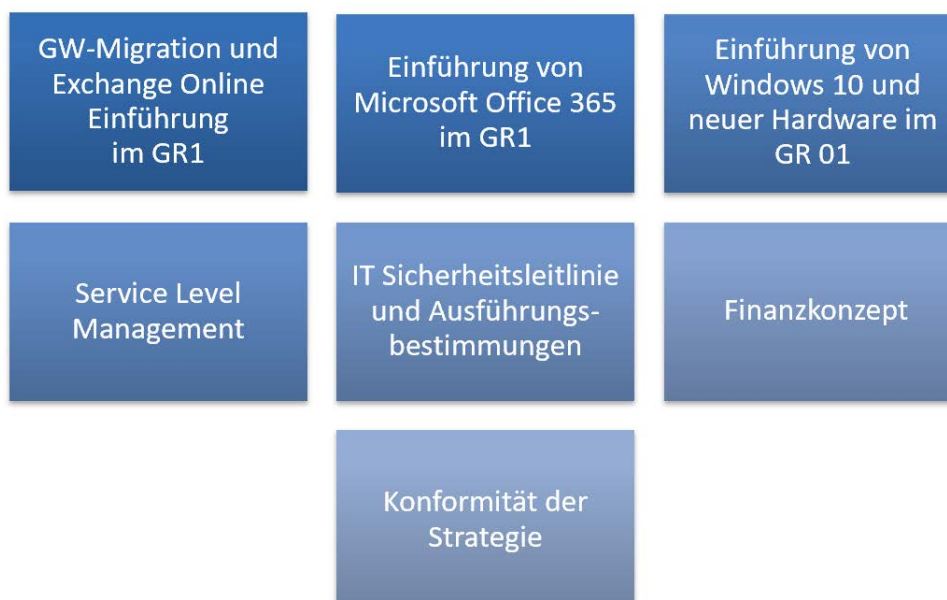 GW-Migration und
Exchange Online
Einführung
im GR1
Einführung von
Microsoft Office 365
im GR1
Einführung von
Windows 10 und
neuer Hardware im
GR 01
Service Level
Management
IT Sicherheitsleitlinie
und Ausführungs-
bestimmungen
Finanzkonzept
Konformität der
Strategie